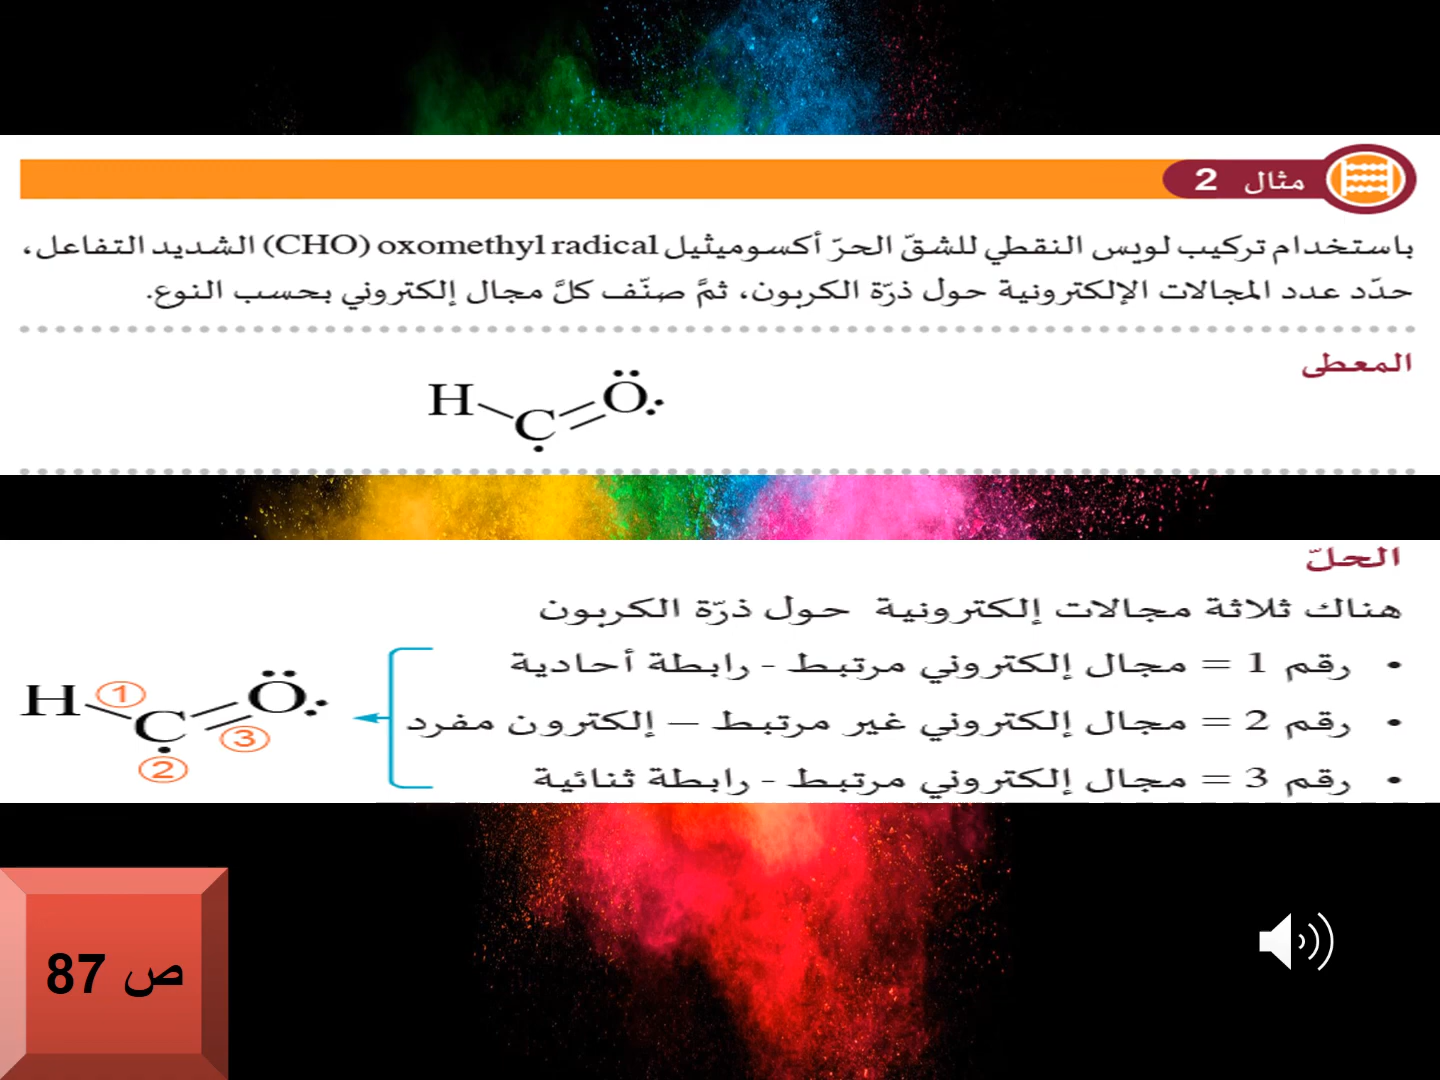 مثال 2
باستخدام تركيب لويس النقطي للشقّ الحرّ أكسوميثيل oxomethyl radical (CHO) الشديد التفاعل،
حدّد عدد المجالات الإلكترونية حول ذرّة الكربون، ثمَّ صنّف كلَّ مجال إلكتروني بحسب النوع.
المعطى
H C O
الحلّ
هناك ثلاثة مجالات إلكترونية حول ذرّة الكربون
• رقم 1 = مجال إلكتروني مرتبط - رابطة أحادية
• رقم 2 = مجال إلكتروني غير مرتبط – إلكترون مفرد
• رقم 3 = مجال إلكتروني مرتبط - رابطة ثنائية
H 1 C O
3
2
ص 87